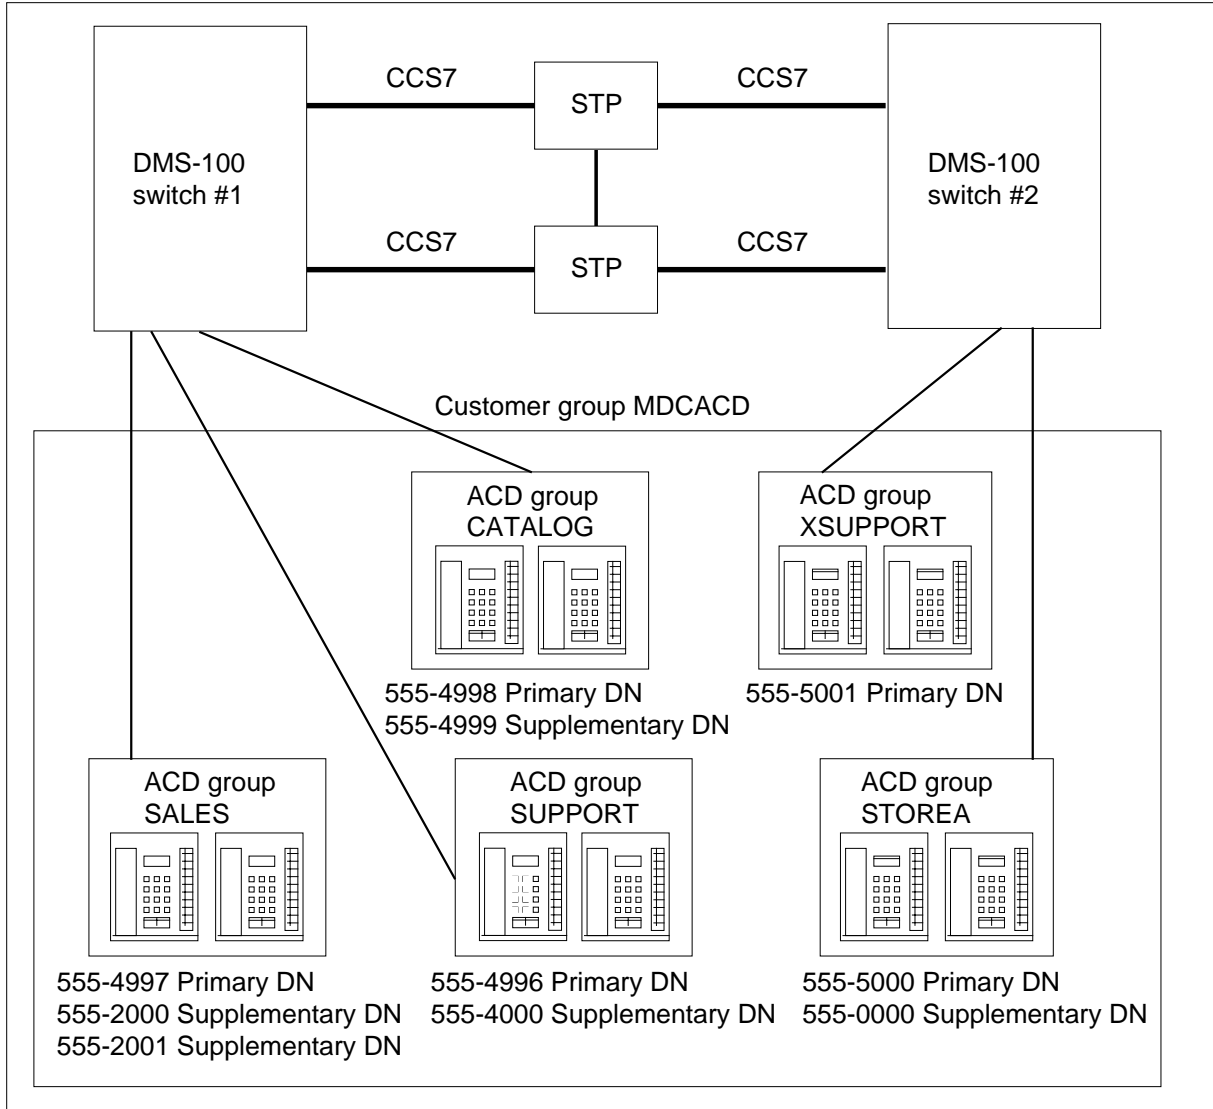 CCS7
CCS7
STP
DMS-100
switch #1
DMS-100
switch #2
CCS7
CCS7
STP
Customer group MDCACD
ACD group
CATALOG
ACD group
XSUPPORT
555-4998 Primary DN
555-4999 Supplementary DN
555-5001 Primary DN
ACD group
SALES
ACD group
SUPPORT
ACD group
STOREA
555-4997 Primary DN
555-2000 Supplementary DN
555-2001 Supplementary DN
555-4996 Primary DN
555-4000 Supplementary DN
555-5000 Primary DN
555-0000 Supplementary DN